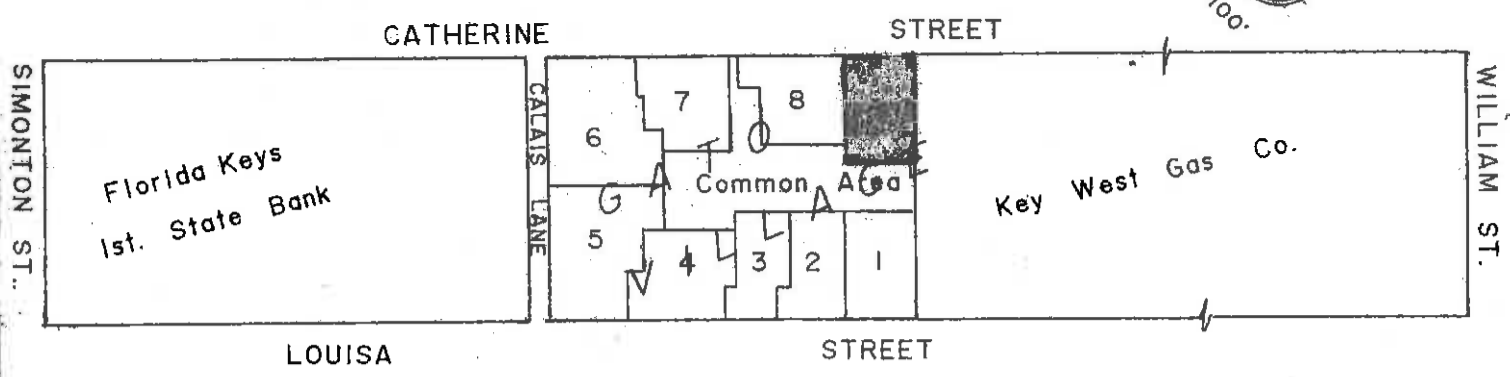 100.
CATHERINE STREET
SIMONTON ST.
Florida Keys
1st. State Bank
CALAIS LANE
6
7
8
5
4
3
2
1
Common Area
Key West Gas Co.
WILLIAM ST.
LOUISA STREET